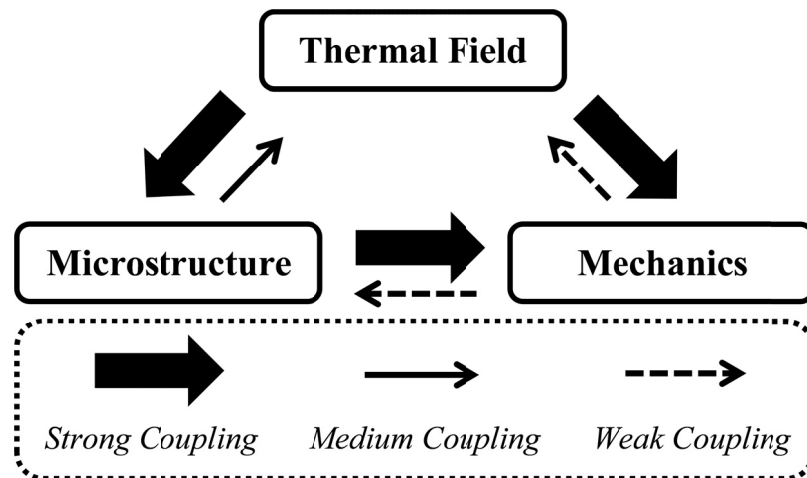 Thermal Field
Microstructure
Mechanics
Strong Coupling
Medium Coupling
Weak Coupling